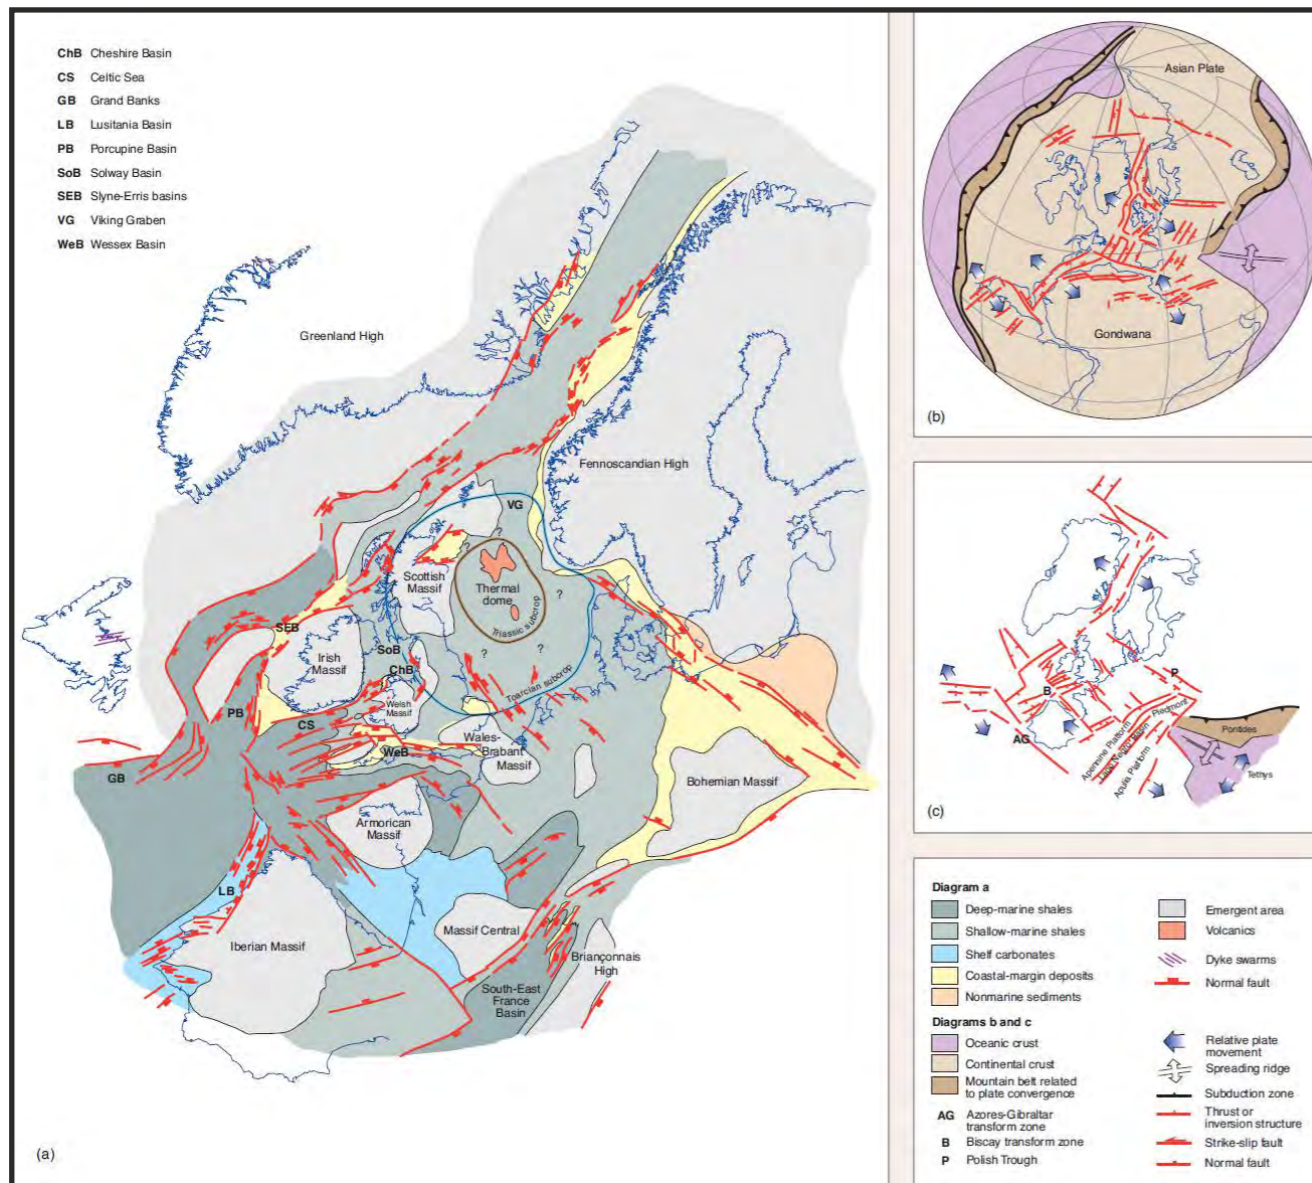 ChB Cheshire Basin
CS Celtic Sea
GB Grand Banks
LB Lusitania Basin
PB Porcupine Basin
SoB Solway Basin
SEB Slyne-Erris basins
VG Viking Graben
WeB Wessex Basin
Greenland High
Fennoscandian High
VG
?
?
Scottish
Massif
Thermal
dome
?
Triassic subcrop
?
?
Toarcian subcrop
SEB
Irish
Massif
SoB
ChB
Welsh
Massif
PB
CS
WeB
Wales-
Brabant
Massif
GB
Bohemian Massif
Armorican
Massif
LB
Iberian Massif
Massif Central
Briançonnais
High
South-East
France
Basin
(a)
Asian Plate
Gondwana
(b)
P
B
AG
Apennine Platform
Piedmont
Apulia Platform
Pontides
Tethys
(c)
Diagram a
Deep-marine shales
Shallow-marine shales
Shelf carbonates
Coastal-margin deposits
Nonmarine sediments
Emergent area
Volcanics
Dyke swarms
Normal fault
Diagrams b and c
Oceanic crust
Continental crust
Mountain belt related
to plate convergence
AG Azores-Gibraltar
transform zone
B Biscay transform zone
P Polish Trough
Relative plate
movement
Spreading ridge
Subduction zone
Thrust or
inversion structure
Strike-slip fault
Normal fault